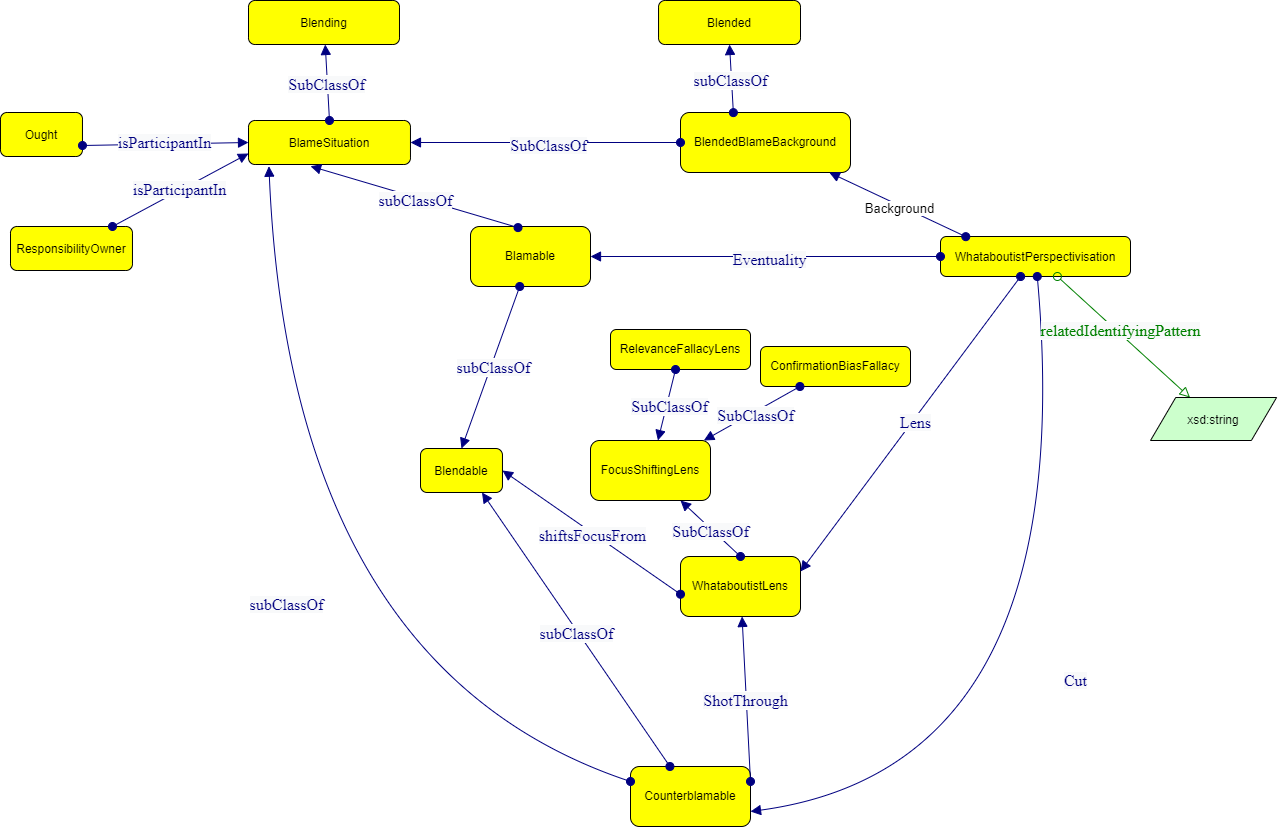 Blending
Blended
SubClassOf
subClassOf
Ought
isParticipantIn
BlameSituation
SubClassOf
BlendedBlameBackground
isParticipantIn
subClassOf
Background
ResponsibilityOwner
Blamable
Eventuality
WhataboutistPerspectivisation
relatedIdentifyingPattern
RelevanceFallacyLens
ConfirmationBiasFallacy
subClassOf
SubClassOf
SubClassOf
Lens
xsd:string
Blendable
FocusShiftingLens
shiftsFocusFrom
SubClassOf
WhataboutistLens
subClassOf
subClassOf
Cut
ShotThrough
Counterblamable